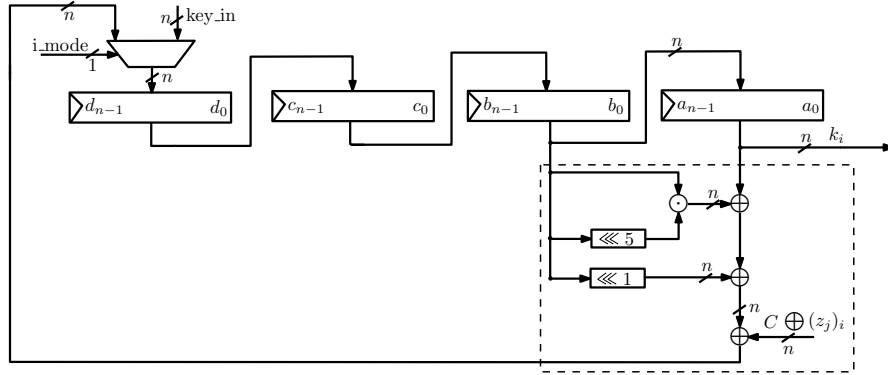 n
n
key_in
i_mode
1
n
n
d_{n−1} d_0
c_{n−1} c_0
b_{n−1} b_0
a_{n−1} a_0
n
k_i
⊙
n
⊕
⋘ 5
⋘ 1
n
⊕
n
C ⊕ (z_j)_i
⊕
n